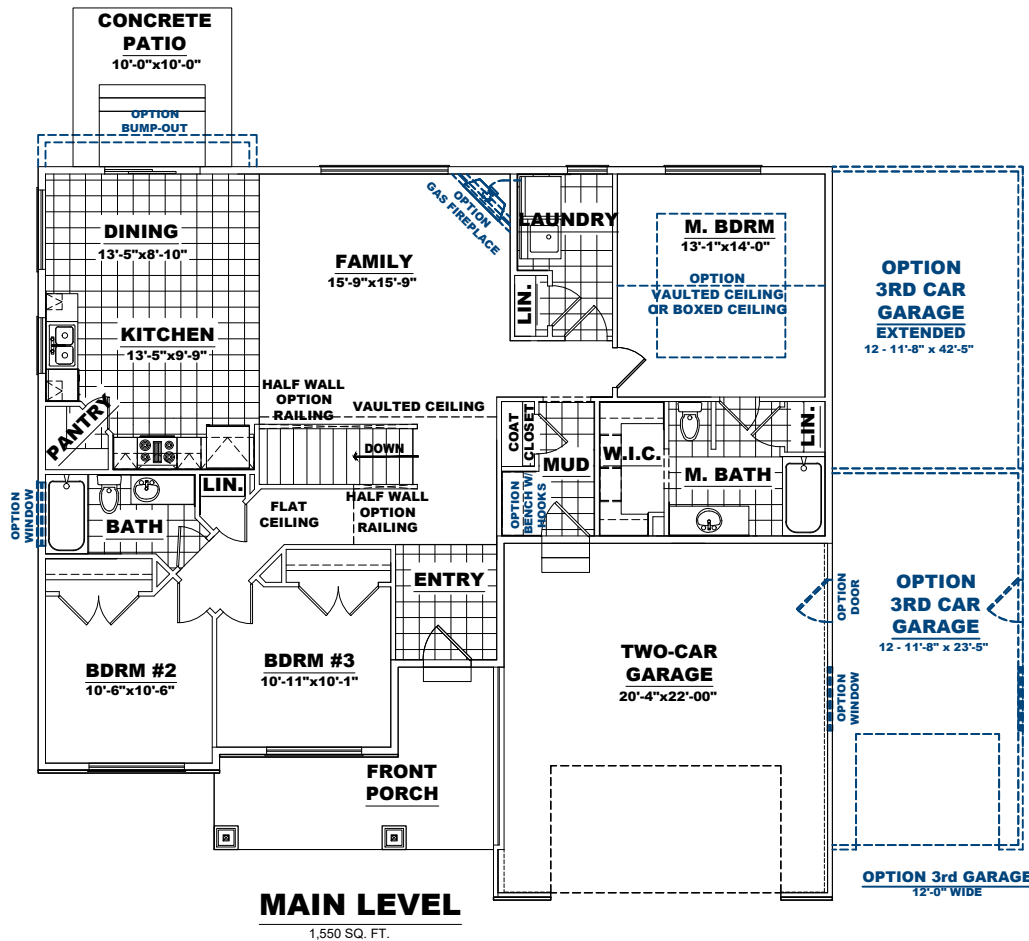 CONCRETE
PATIO
10'-0"x10'-0"
OPTION
BUMP-OUT
DINING
13'-5"x8'-10"
FAMILY
15'-9"x15'-9"
OPTION
GAS FIREPLACE
LAUNDRY
LIN.
M. BDRM
13'-1"x14'-0"
OPTION
VAULTED CEILING
OR BOXED CEILING
OPTION
3RD CAR
GARAGE
EXTENDED
12 - 11'-8" x 42'-5"
KITCHEN
13'-5"x9'-9"
PANTRY
HALF WALL
OPTION
RAILING
VAULTED CEILING
DOWN
COAT
CLOSET
MUD
W.I.C.
M. BATH
LIN.
OPTION
BENCH W/
HOOKS
OPTION
WINDOW
BATH
LIN.
FLAT
CEILING
HALF WALL
OPTION
RAILING
ENTRY
BDRM #2
10'-6"x10'-6"
BDRM #3
10'-11"x10'-1"
TWO-CAR
GARAGE
20'-4"x22'-00"
OPTION
DOOR
OPTION
WINDOW
OPTION
3RD CAR
GARAGE
12 - 11'-8" x 23'-5"
FRONT
PORCH
OPTION 3rd GARAGE
12'-0" WIDE
MAIN LEVEL
1,550 SQ. FT.